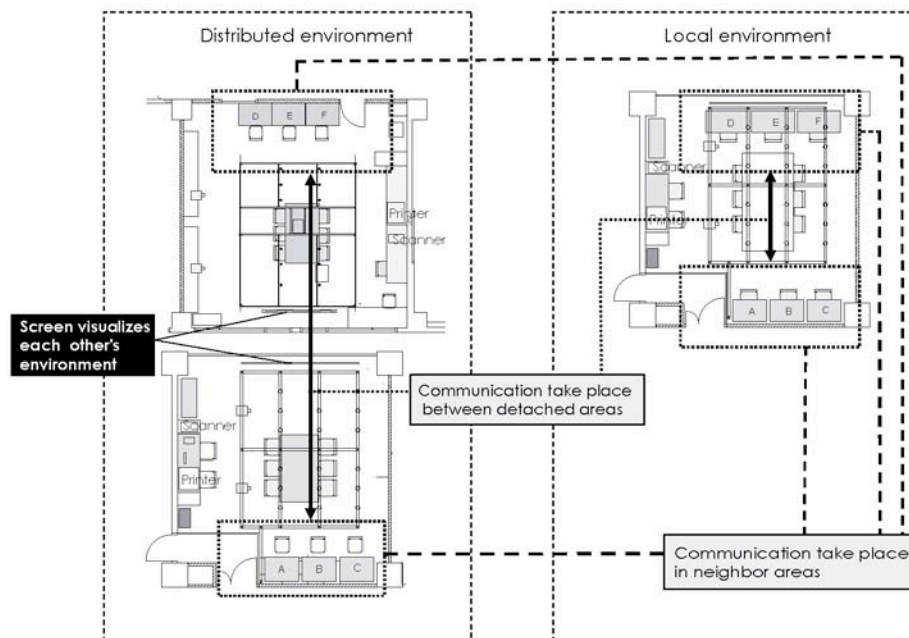 Distributed environment
Local environment
D E F
Printer
Scanner
D E F
Scanner
Printer
A B C
Screen visualizes
each other's
environment
Communication take place
between detached areas
Scanner
Printer
A B C
Communication take place
in neighbor areas